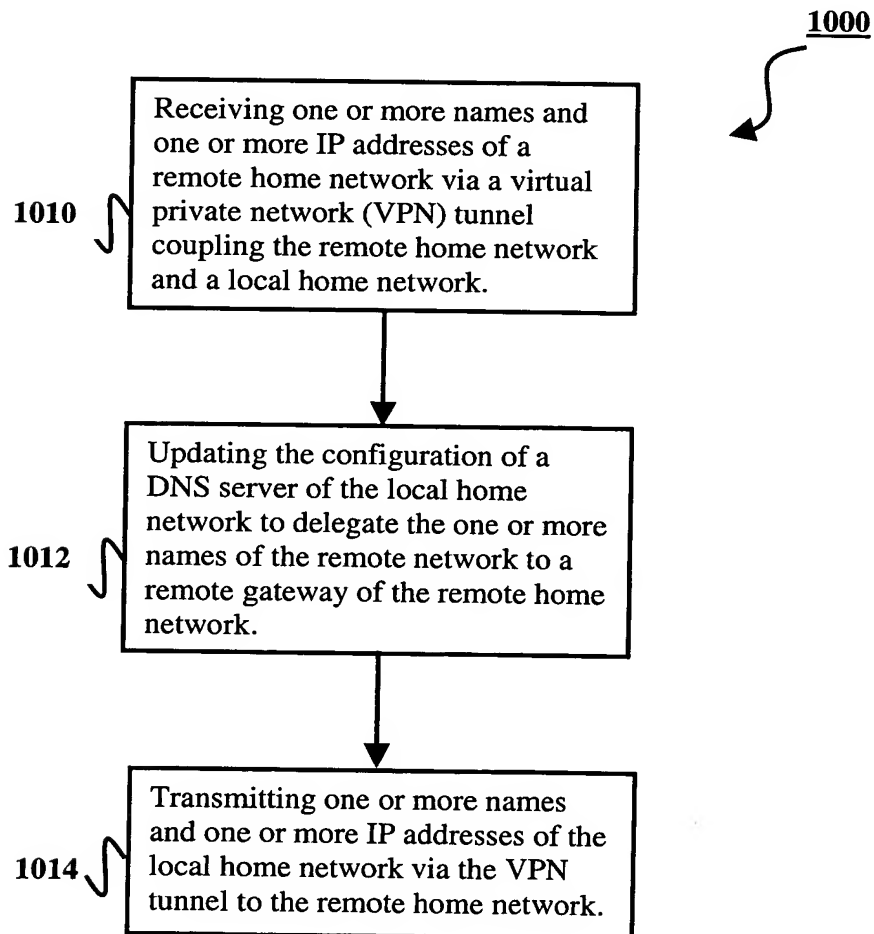 1000
Receiving one or more names and
one or more IP addresses of a
remote home network via a virtual
private network (VPN) tunnel
coupling the remote home network
and a local home network.
1010
Updating the configuration of a
DNS server of the local home
network to delegate the one or more
names of the remote network to a
remote gateway of the remote home
network.
1012
Transmitting one or more names
and one or more IP addresses of the
local home network via the VPN
tunnel to the remote home network.
1014